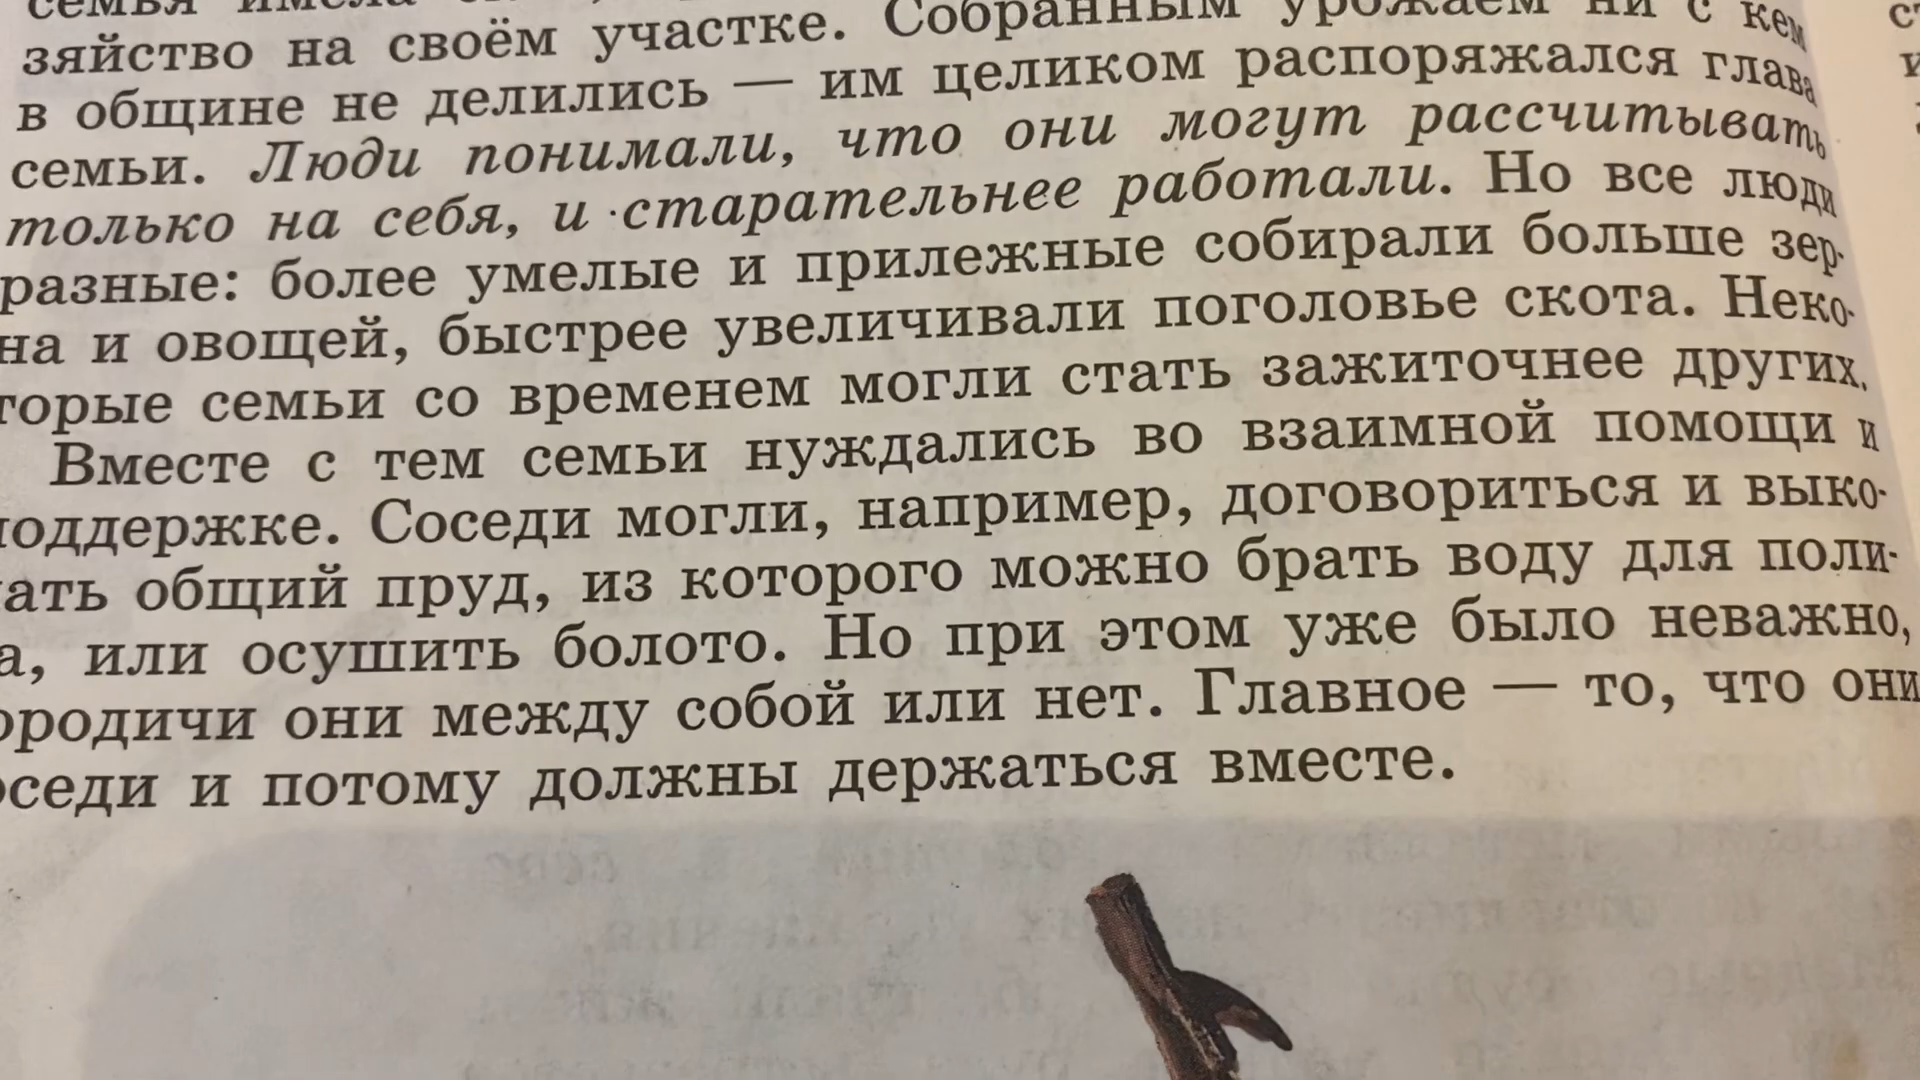 семья имела
зяйство на своём участке. Собранным урожаем ни с кем
в общине не делились — им целиком распоряжался глава
семьи. Люди понимали, что они могут рассчитывать
только на себя, и старательнее работали. Но все люди
разные: более умелые и прилежные собирали больше зер-
на и овощей, быстрее увеличивали поголовье скота. Неко-
торые семьи со временем могли стать зажиточнее других.
Вместе с тем семьи нуждались во взаимной помощи и
поддержке. Соседи могли, например, договориться и выко-
ать общий пруд, из которого можно брать воду для поли-
а, или осушить болото. Но при этом уже было неважно,
ородичи они между собой или нет. Главное — то, что они
оседи и потому должны держаться вместе.